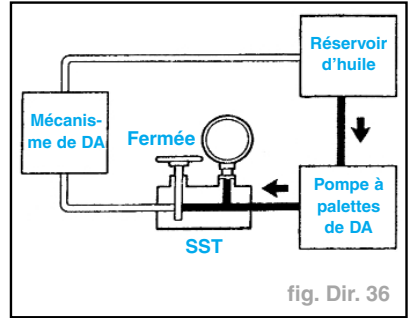 Réservoir
d'huile
Mécanis-
me de DA
Fermée
Pompe à
palettes
de DA
SST
fig. Dir. 36